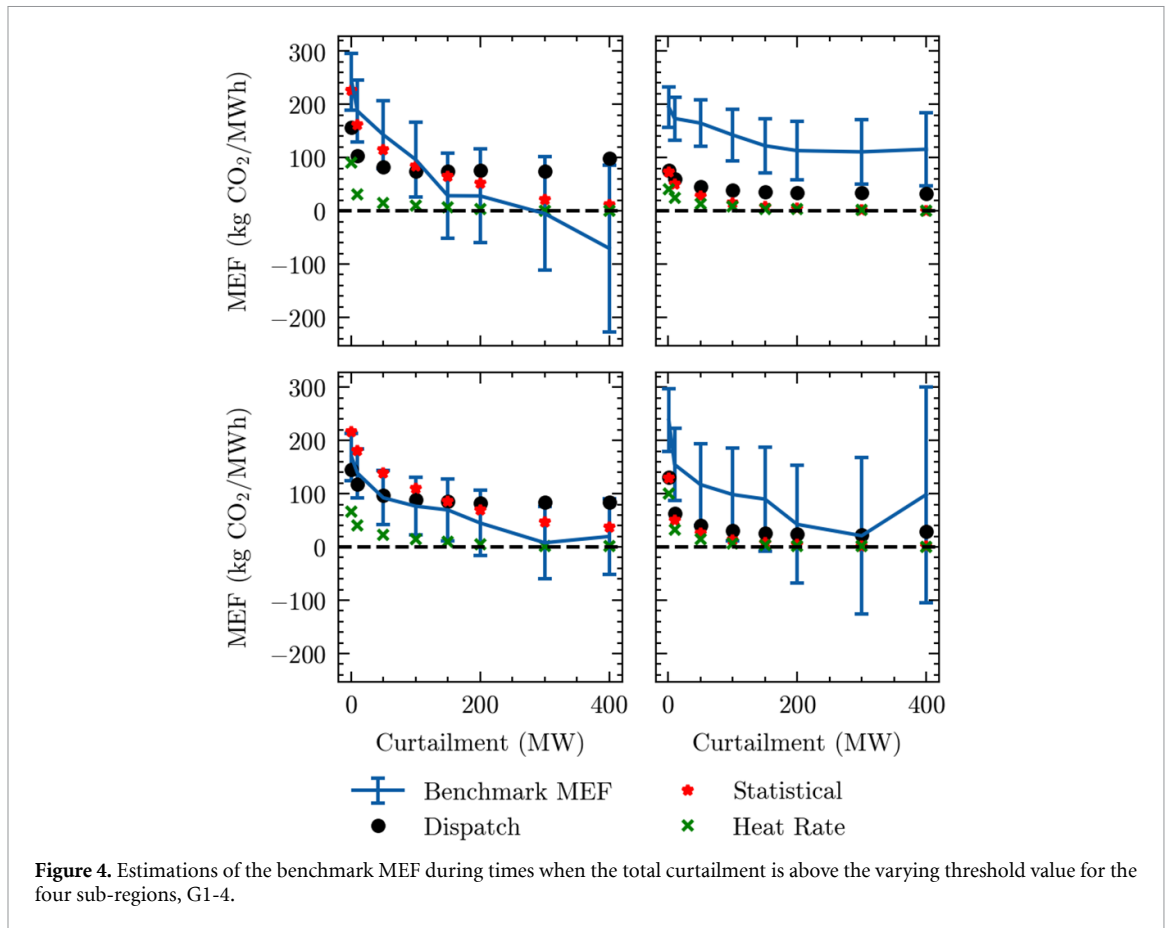 MEF (kg CO₂/MWh)
300
200
100
0
−100
−200
MEF (kg CO₂/MWh)
300
200
100
0
−100
−200
0 200 400
0 200 400
Curtailment (MW)
Curtailment (MW)
Benchmark MEF
Dispatch
Statistical
Heat Rate
Figure 4. Estimations of the benchmark MEF during times when the total curtailment is above the varying threshold value for the
four sub-regions, G1-4.